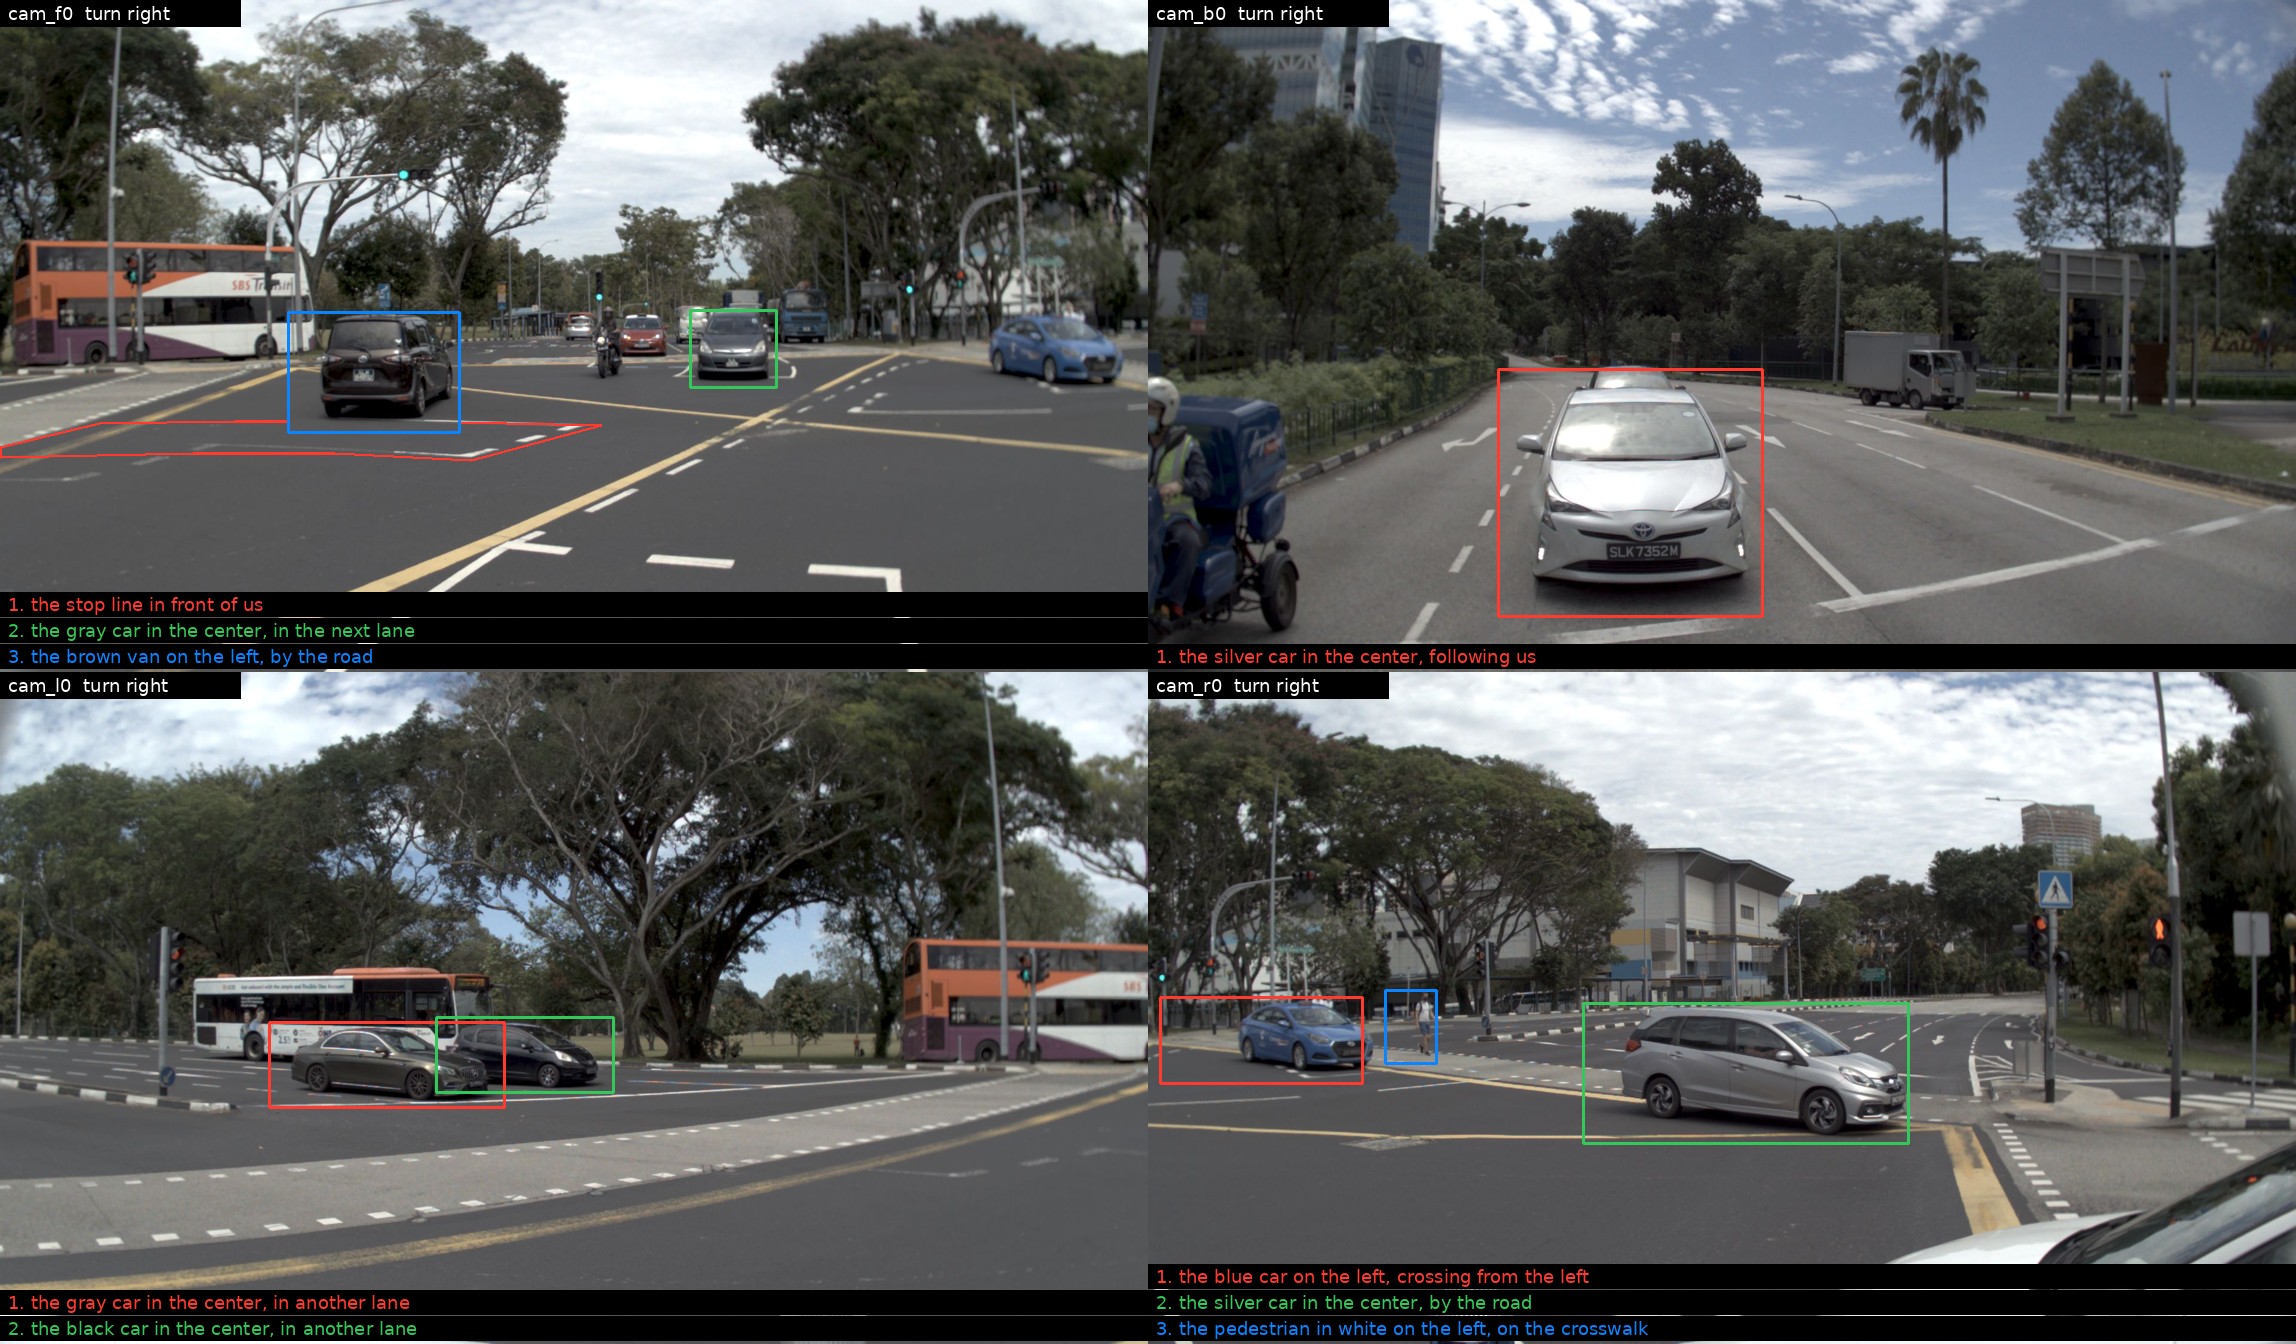 cam_f0 turn right
SBS Transit
1. the stop line in front of us
2. the gray car in the center, in the next lane
3. the brown van on the left, by the road
cam_b0 turn right
SLK7352M
1. the silver car in the center, following us
cam_l0 turn right
SBS
1. the gray car in the center, in another lane
2. the black car in the center, in another lane
cam_r0 turn right
1. the blue car on the left, crossing from the left
2. the silver car in the center, by the road
3. the pedestrian in white on the left, on the crosswalk